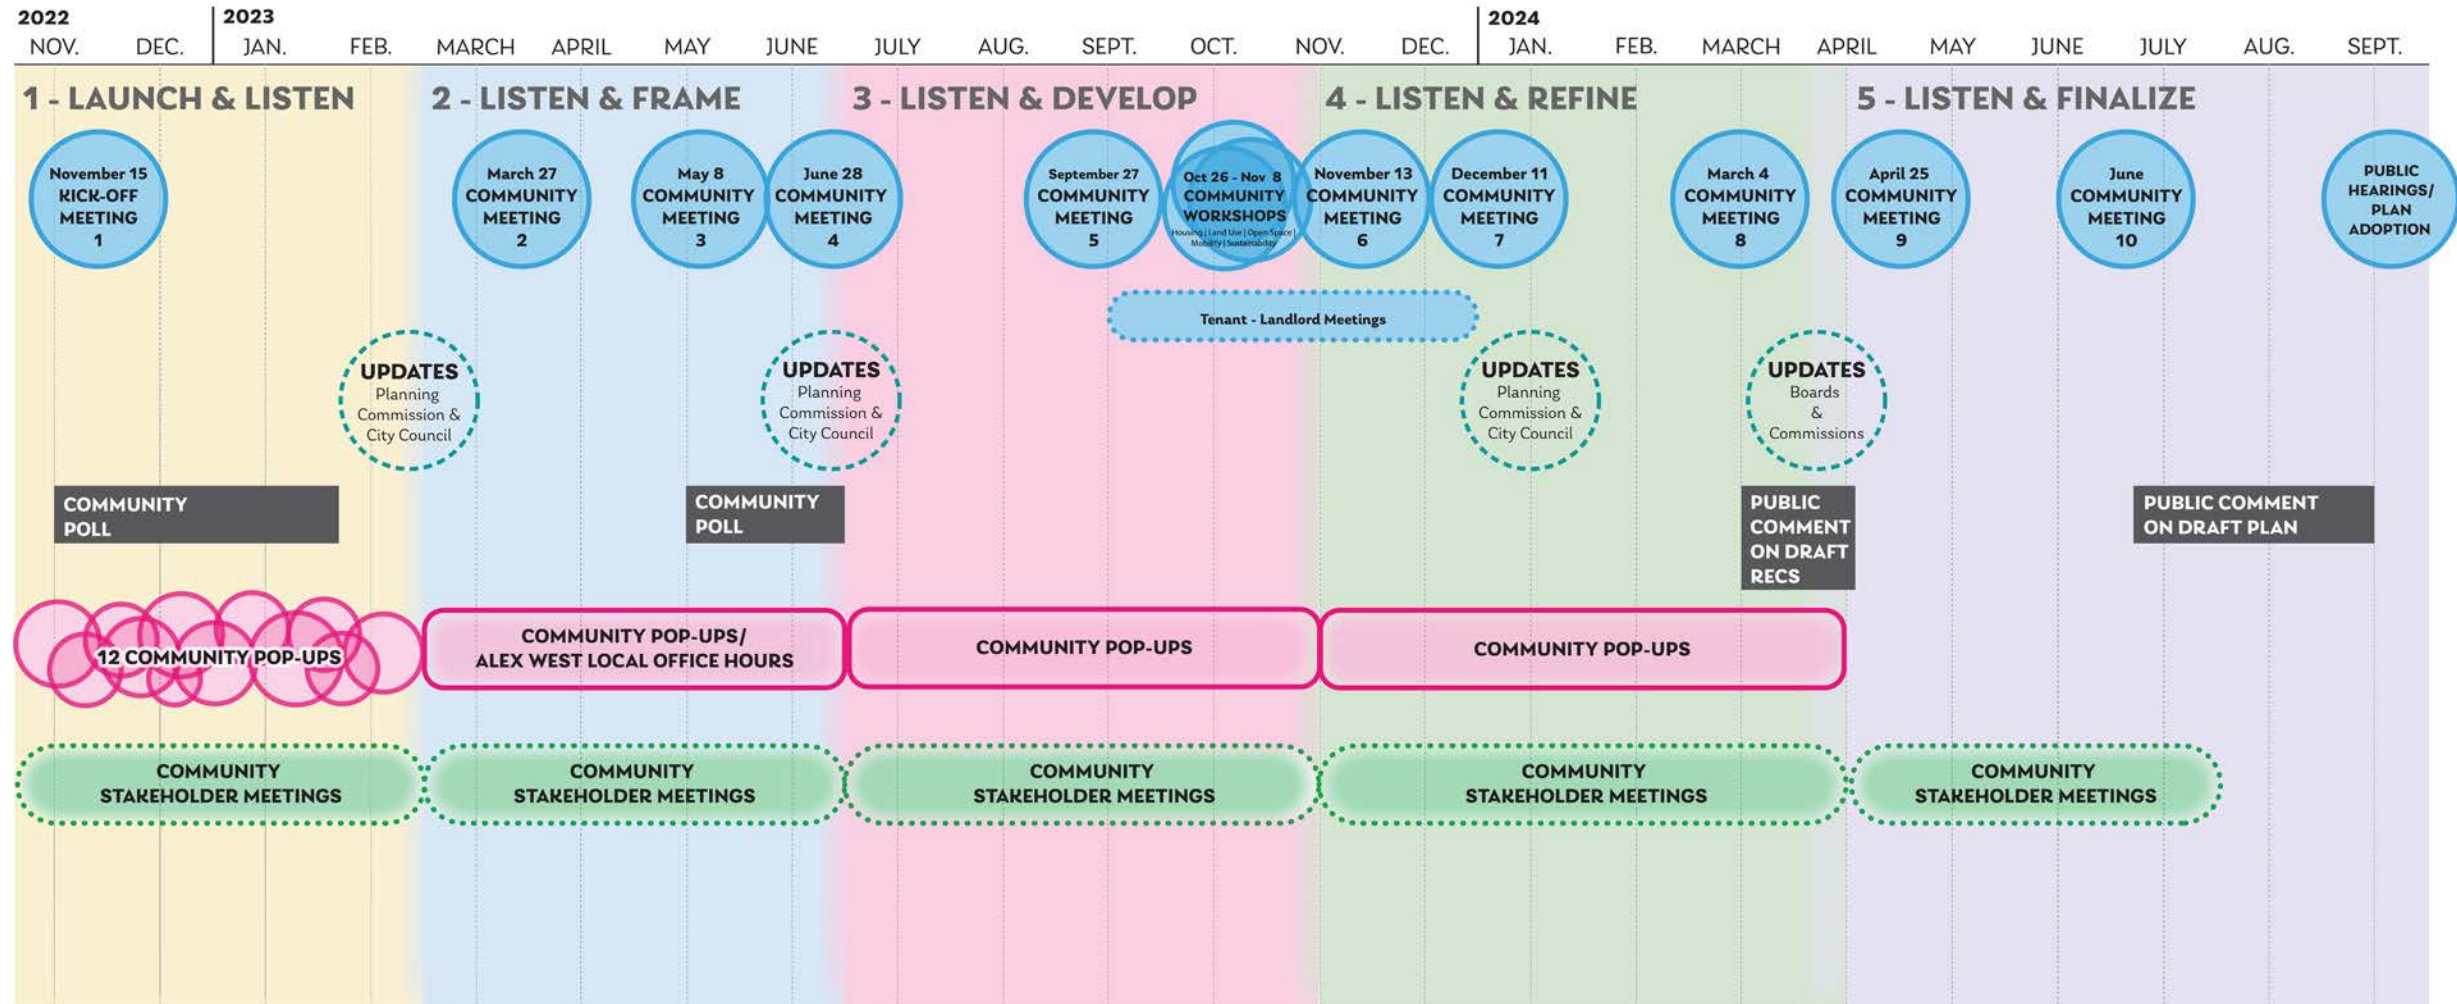 2022
2023
2024
NOV. DEC. JAN. FEB. MARCH APRIL MAY JUNE JULY AUG. SEPT. OCT. NOV. DEC. JAN. FEB. MARCH APRIL MAY JUNE JULY AUG. SEPT.
1 - LAUNCH & LISTEN
2 - LISTEN & FRAME
3 - LISTEN & DEVELOP
4 - LISTEN & REFINE
5 - LISTEN & FINALIZE
November 15
KICK-OFF
MEETING
1
March 27
COMMUNITY
MEETING
2
May 8
COMMUNITY
MEETING
3
June 28
COMMUNITY
MEETING
4
September 27
COMMUNITY
MEETING
5
Oct 26 - Nov 8
COMMUNITY
WORKSHOPS
Housing | Land Use | Open Space |
Mobility | Sustainability
November 13
COMMUNITY
MEETING
6
December 11
COMMUNITY
MEETING
7
March 4
COMMUNITY
MEETING
8
April 25
COMMUNITY
MEETING
9
June
COMMUNITY
MEETING
10
PUBLIC
HEARINGS/
PLAN
ADOPTION
Tenant - Landlord Meetings
UPDATES
Planning
Commission &
City Council
UPDATES
Planning
Commission &
City Council
UPDATES
Planning
Commission &
City Council
UPDATES
Boards
&
Commissions
COMMUNITY
POLL
COMMUNITY
POLL
PUBLIC
COMMENT
ON DRAFT
RECS
PUBLIC COMMENT
ON DRAFT PLAN
12 COMMUNITY POP-UPS
COMMUNITY POP-UPS/
ALEX WEST LOCAL OFFICE HOURS
COMMUNITY POP-UPS
COMMUNITY POP-UPS
COMMUNITY
STAKEHOLDER MEETINGS
COMMUNITY
STAKEHOLDER MEETINGS
COMMUNITY
STAKEHOLDER MEETINGS
COMMUNITY
STAKEHOLDER MEETINGS
COMMUNITY
STAKEHOLDER MEETINGS